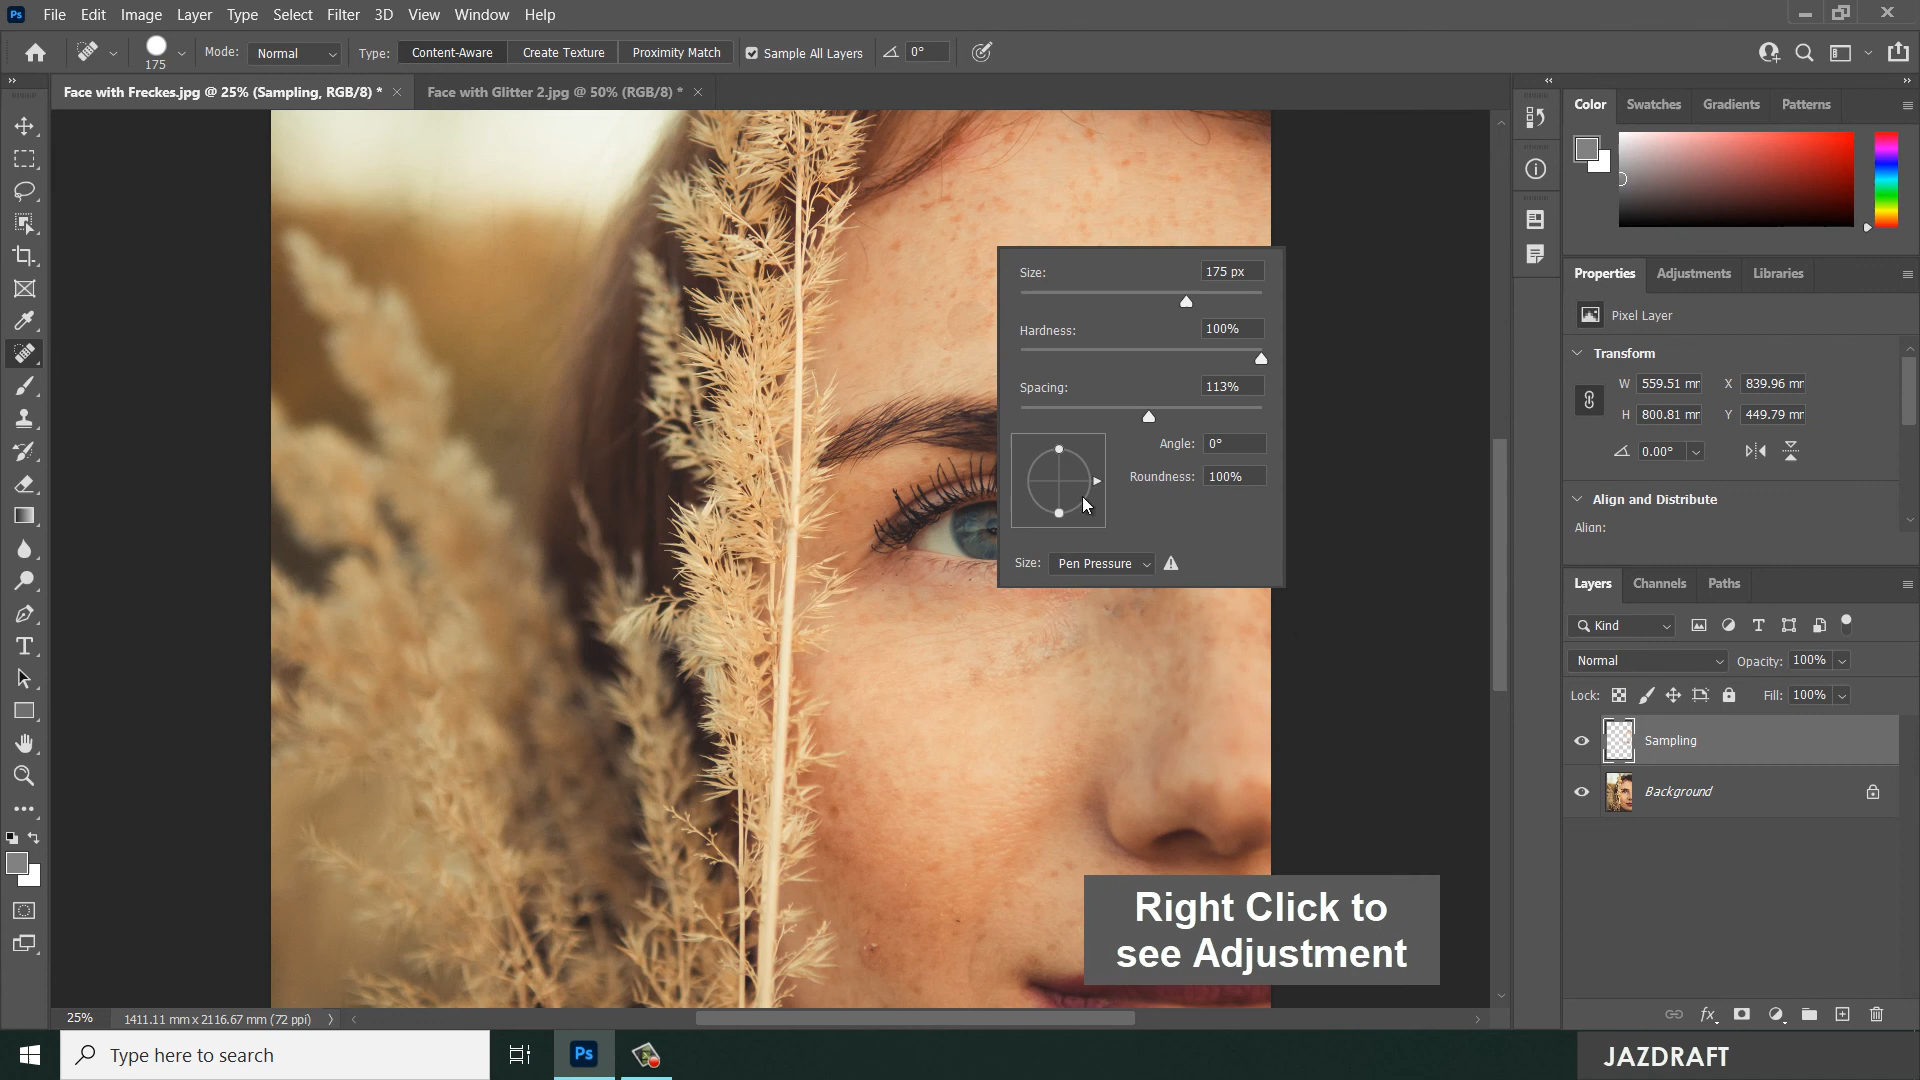 Ps File Edit Image Layer Type Select Filter 3D View Window Help
175 Mode: Normal Type: Content-Aware Create Texture Proximity Match Sample All Layers 0°
Face with Freckes.jpg @ 25% (Sampling, RGB/8) * Face with Glitter 2.jpg @ 50% (RGB/8) *
Color Swatches Gradients Patterns
Size: 175 px
Hardness: 100%
Spacing: 113%
Angle: 0°
Roundness: 100%
Size: Pen Pressure
Properties Adjustments Libraries
Pixel Layer
Transform
W 559.51 mr X 839.96 mr
H 800.81 mr Y 449.79 mr
0.00°
Align and Distribute
Align:
Layers Channels Paths
Kind
Normal Opacity: 100%
Lock: Fill: 100%
Sampling
Background
Right Click to
see Adjustment
25% 1411.11 mm x 2116.67 mm (72 ppi)
Type here to search Ps
JAZDRAFT